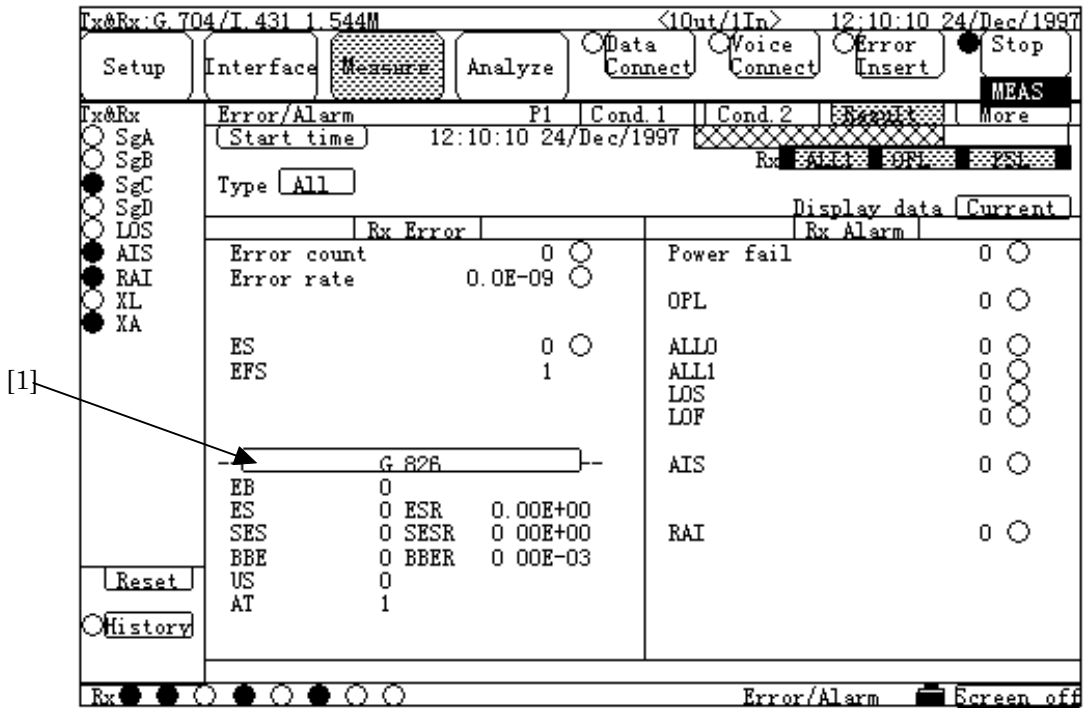 Tx&Rx:G.704/I.431 1.544M <1Out/1In> 12:10:10 24/Dec/1997
Setup Interface Measure Analyze Data Connect Voice Connect Error Insert Stop
MEAS
Tx&Rx Error/Alarm P1 Cond.1 Cond.2 Result More
SgA Start time 12:10:10 24/Dec/1997
SgB Rx ALL1 OPL PSL
SgC Type All
SgD Display data Current
LOS Rx Error Rx Alarm
AIS Error count 0 Power fail 0
RAI Error rate 0.0E-09
XL OPL 0
XA
ES 0 ALL0 0
EFS 1 ALL1 0
[1] LOS 0
LOF 0
-- G 826 -- AIS 0
EB 0
ES 0 ESR 0.00E+00
SES 0 SESR 0 00E+00 RAI 0
BBE 0 BBER 0 00E-03
Reset US 0
AT 1
History
Rx Error/Alarm Screen off